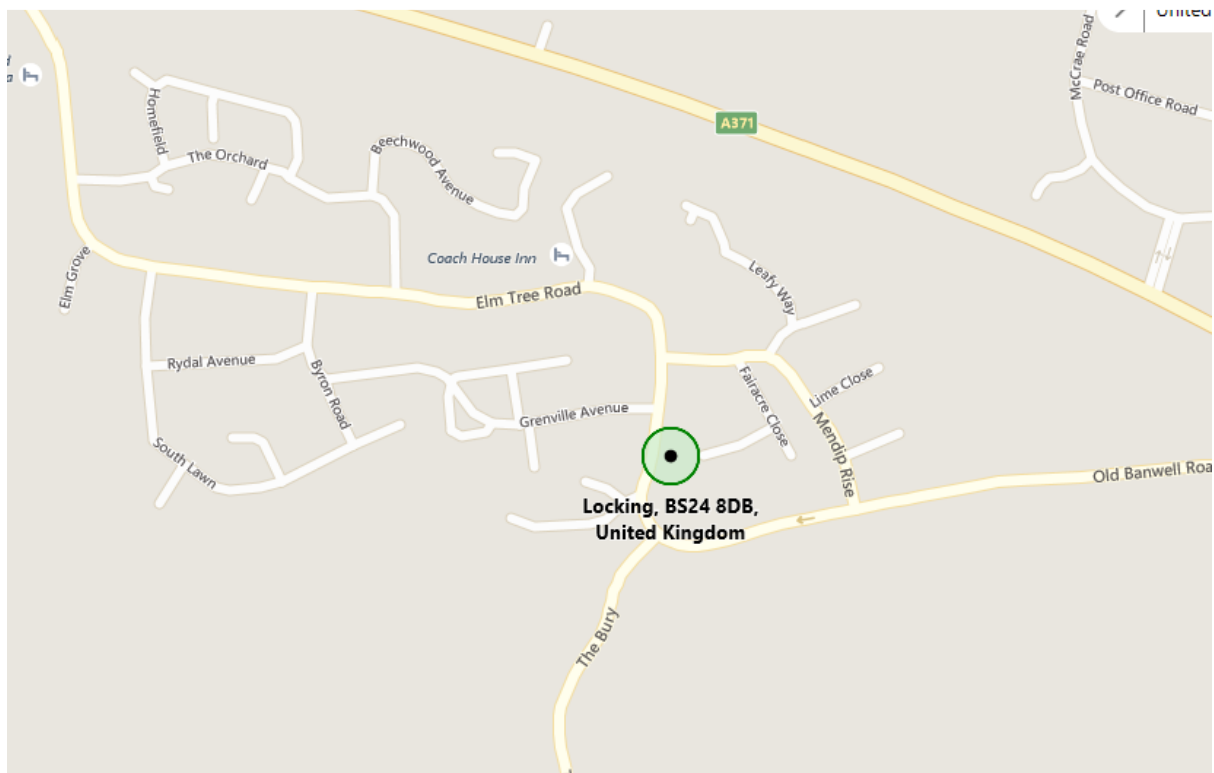 United
McCrae Road
Post Office Road
A371
Homefield
The Orchard
Beechwood Avenue
Elm Grove
Coach House Inn
Elm Tree Road
Leafy Way
Rydal Avenue
Byron Road
Fairacre Close
Lime Close
Grenville Avenue
Mendip Rise
South Lawn
Old Banwell Roa
Locking, BS24 8DB,
United Kingdom
The Bury